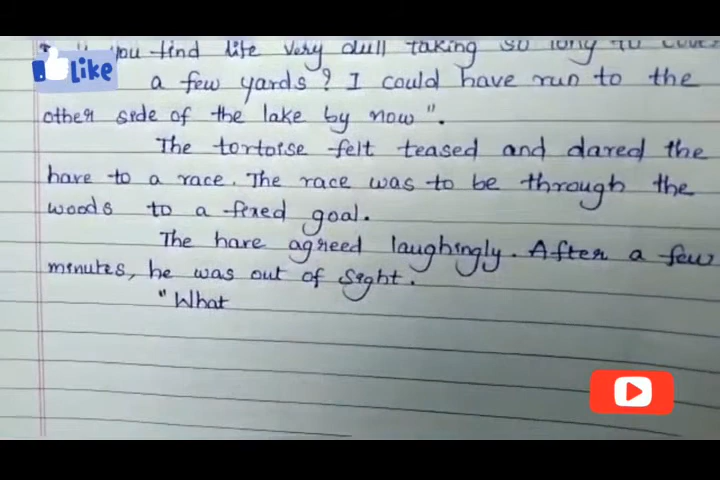 you find life very dull taking so long to cover
Like
a few yards? I could have run to the
other side of the lake by now".
The tortoise felt teased and dared the
hare to a race. The race was to be through the
woods to a fixed goal.
The hare agreed laughingly. After a few
minutes, he was out of sight.
"What